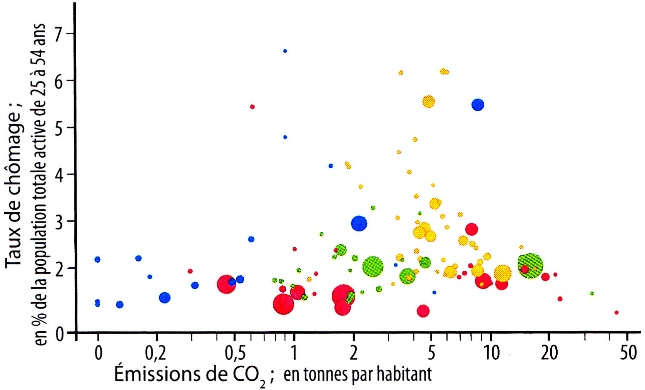 Taux de chômage ;
en % de la population totale active de 25 à 54 ans
7
6
5
4
3
2
0
0 0,2 0,5 1 2 5 10 20 50
Émissions de CO2 ; en tonnes par habitant